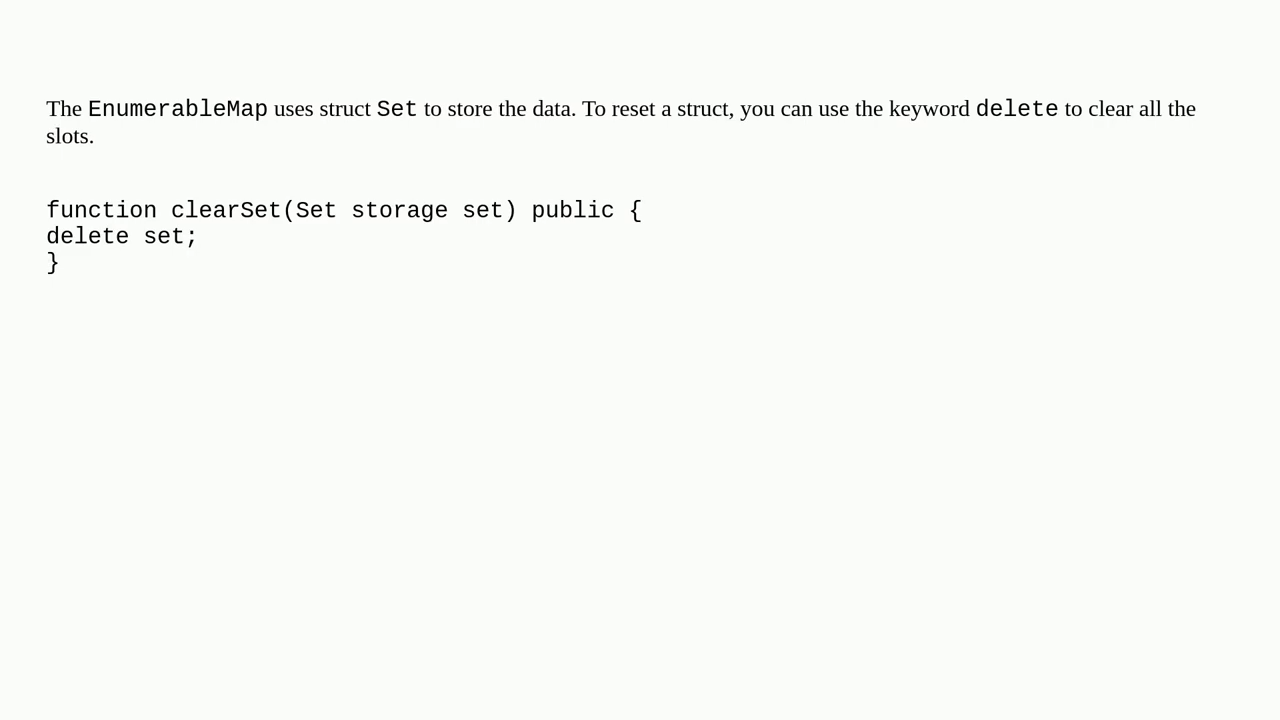 The EnumerableMap uses struct Set to store the data. To reset a struct, you can use the keyword delete to clear all the
slots.
function clearSet(Set storage set) public {
delete set;
}